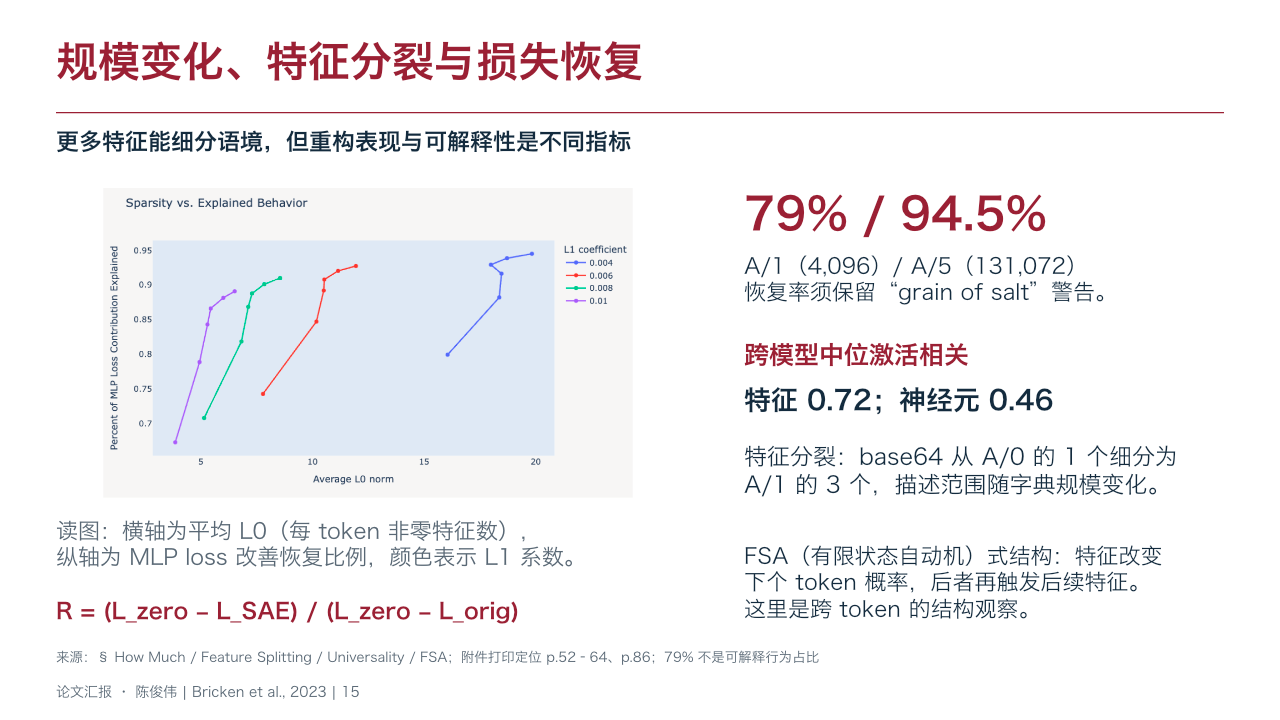 规模变化、特征分裂与损失恢复
更多特征能细分语境，但重构表现与可解释性是不同指标
Sparsity vs. Explained Behavior
Percent of MLP Loss Contribution Explained
0.95
0.9
0.85
0.8
0.75
0.7
5 10 15 20
Average L0 norm
L1 coefficient
0.004
0.006
0.008
0.01
读图：横轴为平均 L0（每 token 非零特征数），
纵轴为 MLP loss 改善恢复比例，颜色表示 L1 系数。
R = (L_zero – L_SAE) / (L_zero – L_orig)
79% / 94.5%
A/1（4,096）/ A/5（131,072）
恢复率须保留“grain of salt”警告。
跨模型中位激活相关
特征 0.72；神经元 0.46
特征分裂：base64 从 A/0 的 1 个细分为
A/1 的 3 个，描述范围随字典规模变化。
FSA（有限状态自动机）式结构：特征改变
下个 token 概率，后者再触发后续特征。
这里是跨 token 的结构观察。
来源： § How Much / Feature Splitting / Universality / FSA；附件打印定位 p.52 - 64、p.86；79% 不是可解释行为占比
论文汇报 · 陈俊伟 | Bricken et al., 2023 | 15